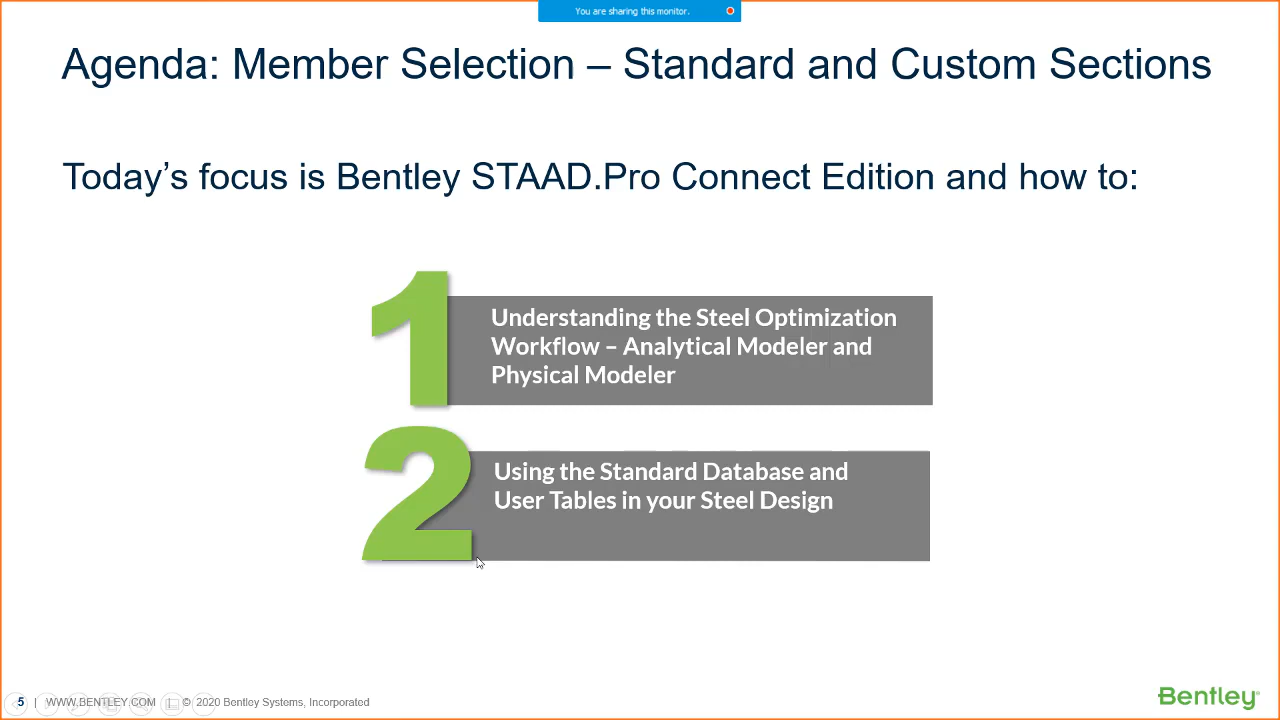 You are sharing this monitor.
Agenda: Member Selection – Standard and Custom Sections
Today’s focus is Bentley STAAD.Pro Connect Edition and how to:
1
Understanding the Steel Optimization
Workflow – Analytical Modeler and
Physical Modeler
2
Using the Standard Database and
User Tables in your Steel Design
5 | WWW.BENTLEY.COM | © 2020 Bentley Systems, Incorporated
Bentley®